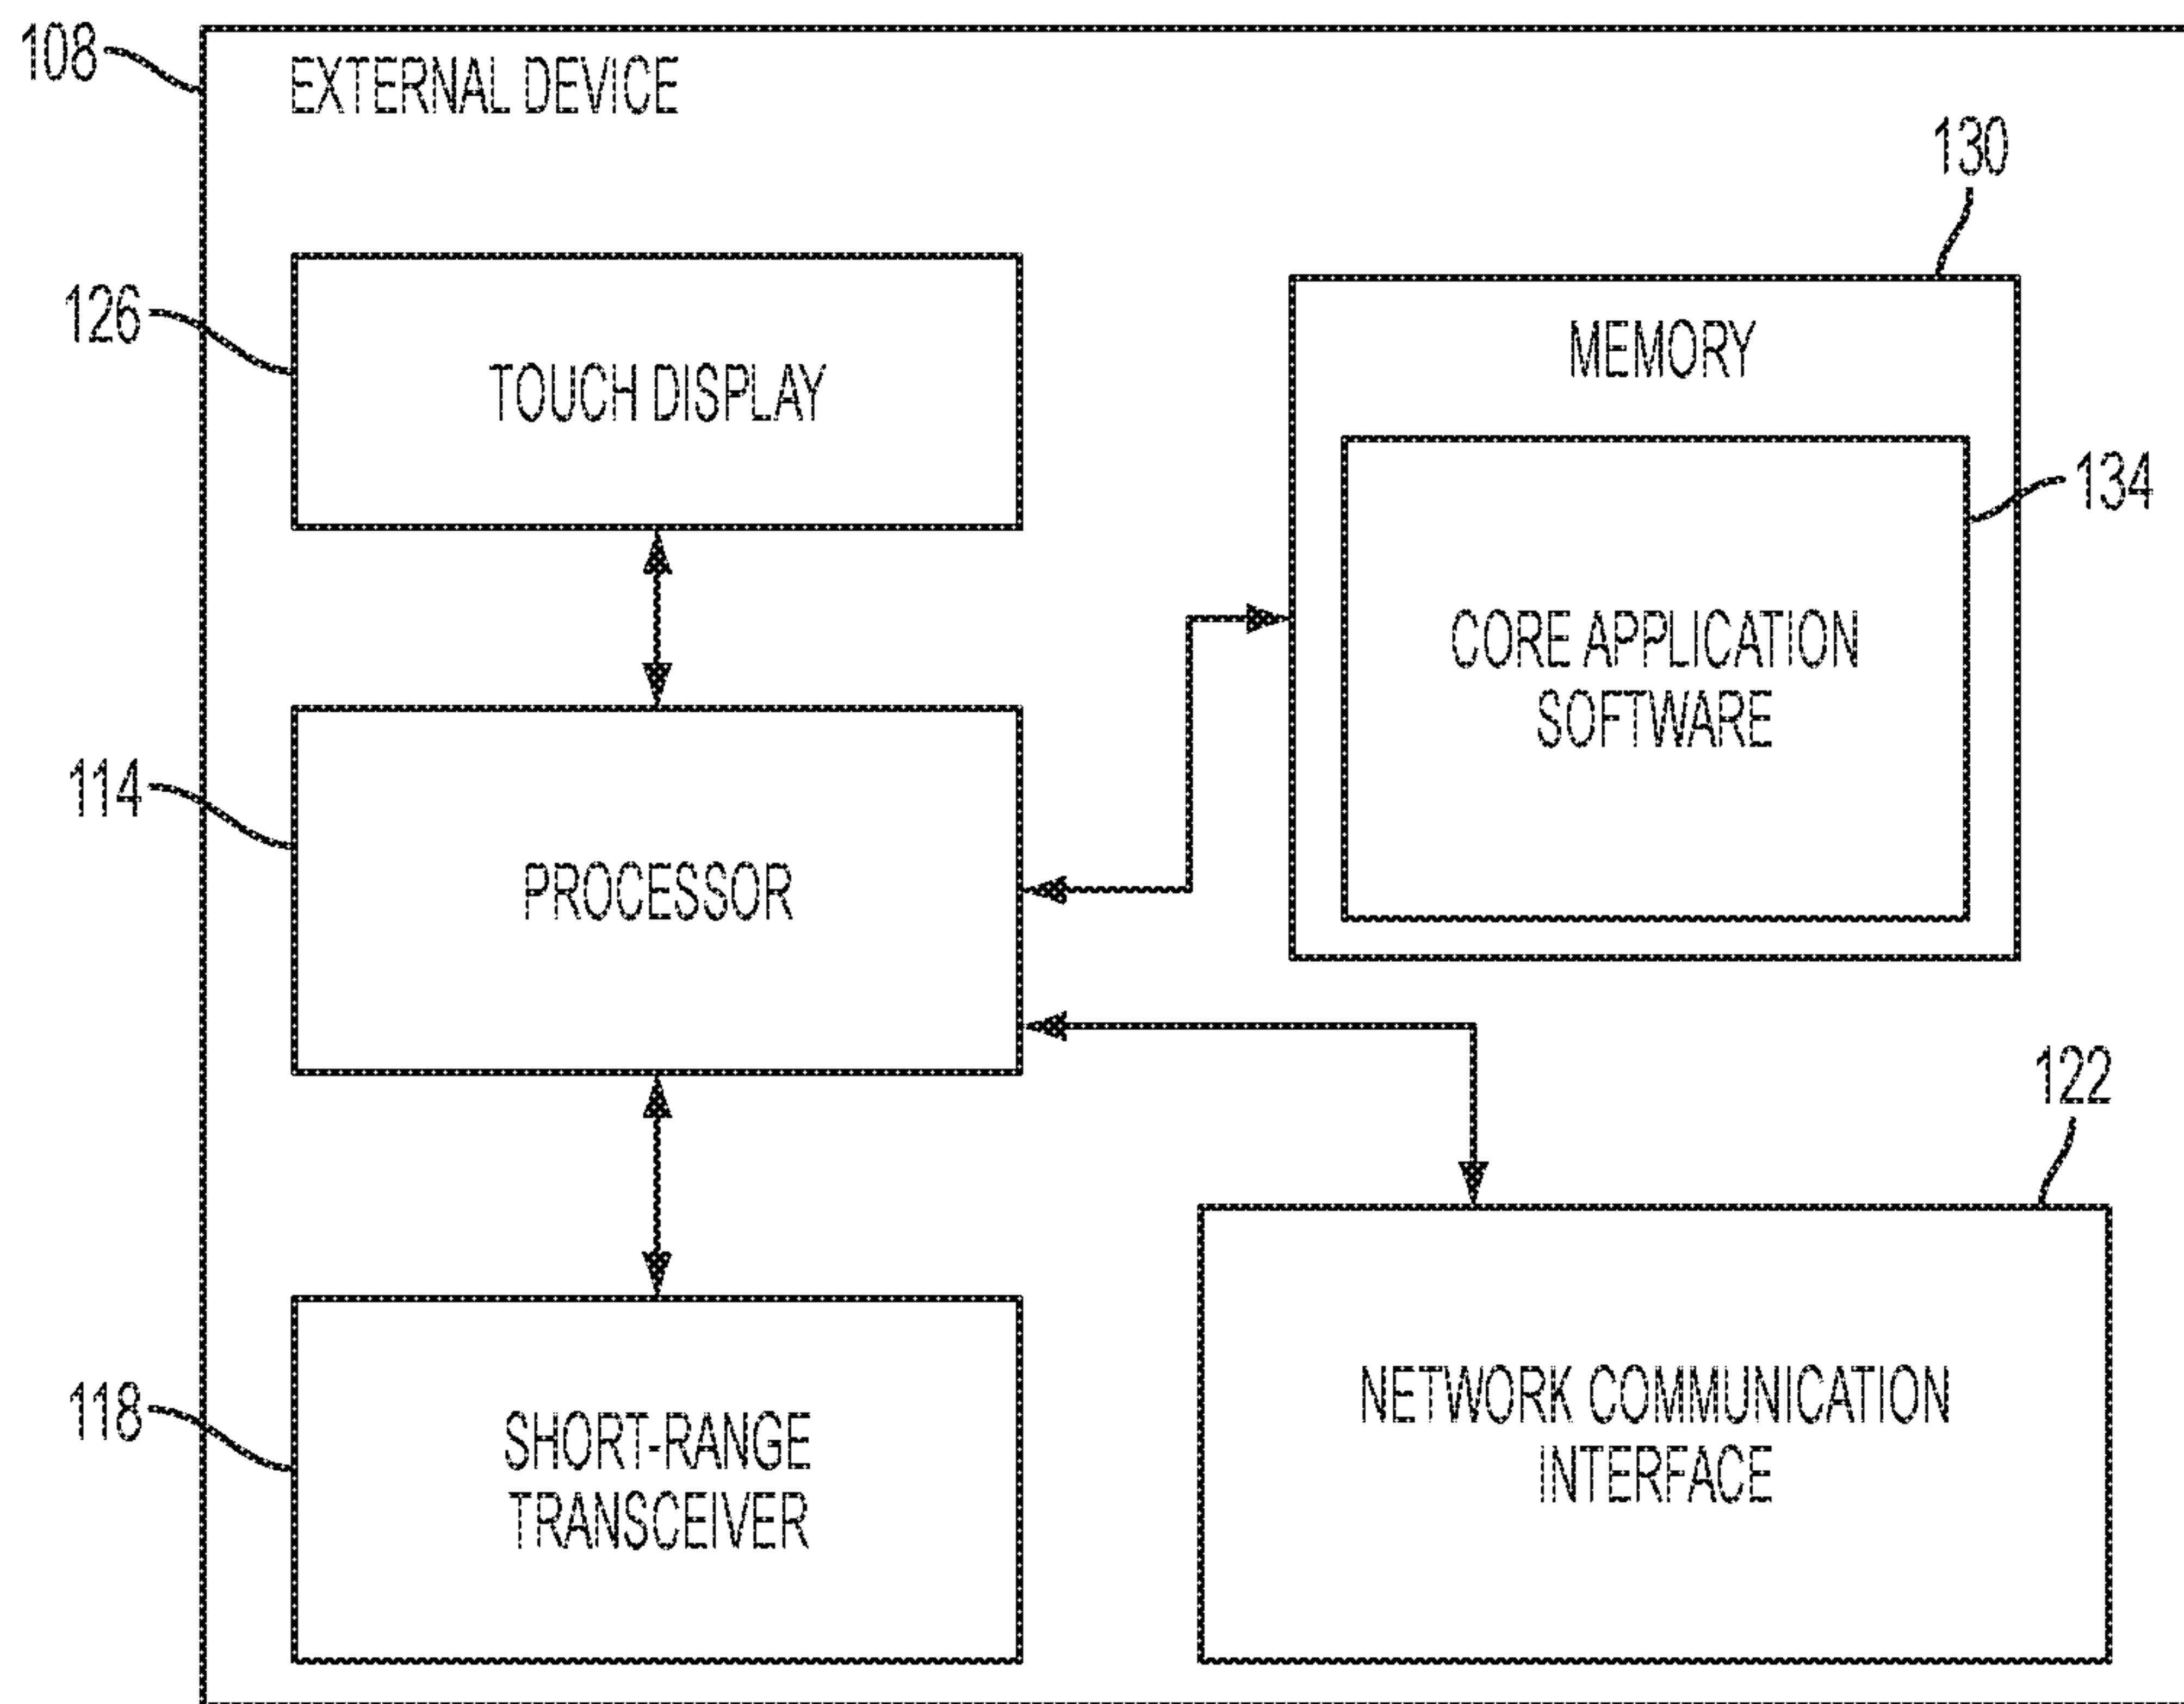 108
EXTERNAL DEVICE
130
126
TOUCH DISPLAY
MEMORY
134
CORE APPLICATION
SOFTWARE
114
PROCESSOR
122
118
SHORT-RANGE
TRANSCEIVER
NETWORK COMMUNICATION
INTERFACE